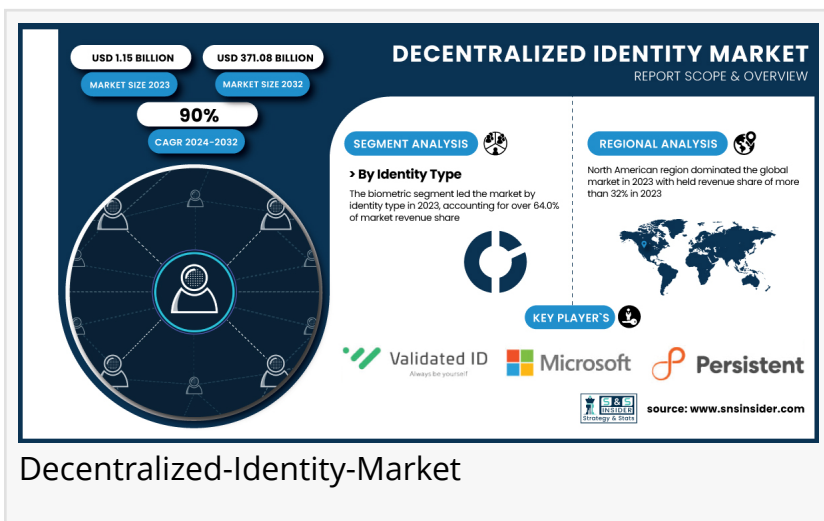 USD 1.15 BILLION
MARKET SIZE 2023
USD 371.08 BILLION
MARKET SIZE 2032
90%
CAGR 2024-2032
DECENTRALIZED IDENTITY MARKET
REPORT SCOPE & OVERVIEW
SEGMENT ANALYSIS
> By Identity Type
The biometric segment led the market by
identity type in 2023, accounting for over 64.0%
of market revenue share
REGIONAL ANALYSIS
North American region dominated the global
market in 2023 with held revenue share of more
than 32% in 2023
KEY PLAYER`S
Validated ID
Always be yourself
Microsoft
Persistent
S&S
INSIDER
Strategy & Stats
source: www.snsinsider.com
Decentralized-Identity-Market